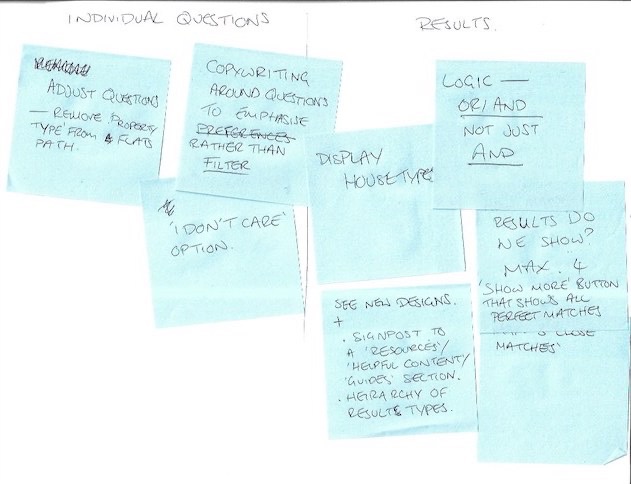 INDIVIDUAL QUESTIONS
ADJUST QUESTIONS
— REMOVE PROPERTY
TYPE FROM FLATS
PATH.
COPYWRITING
AROUND QUESTIONS
TO EMPHASISE
PREFERENCES
RATHER THAN
FILTER
'I DON'T CARE'
OPTION.
RESULTS.
DISPLAY
HOUSETYPES
LOGIC —
OR/AND
NOT JUST
AND
SEE NEW DESIGNS.
+
. SIGNPOST TO
A 'RESOURCES'/
'HELPFUL CONTENT'/
'GUIDES' SECTION.
. HEIRARCHY OF
RESULTS TYPES.
RESULTS DO
WE SHOW?
MAX. 4
'SHOW MORE' BUTTON
THAT SHOWS ALL
PERFECT MATCHES
CLOSE
MATCHES'